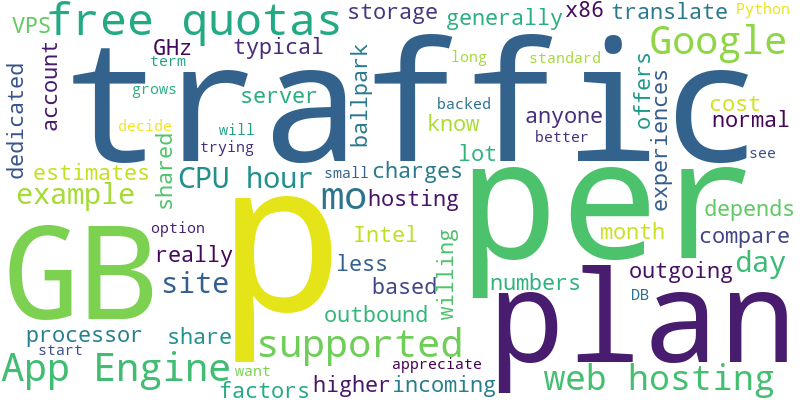 VPS
free quotas
storage
generally
x86
translate
Python
GHz
typical
Google
long
standard
term
account
grows
traffic
dedicated
server
ballpark
backed
offers
cost
experiences
decide
will
anyone
know
normal
trying
better
see
lot
estimates
shared
CPU hour
small
charges
example
mo
hosting
per
depends
option
GB
p
month
Intel
compare
really
willing
less
outgoing
day
site
based
numbers
DB
plan
outbound
processor
share
supported
start
appreciate
App Engine
want
factors
higher
incoming
web hosting